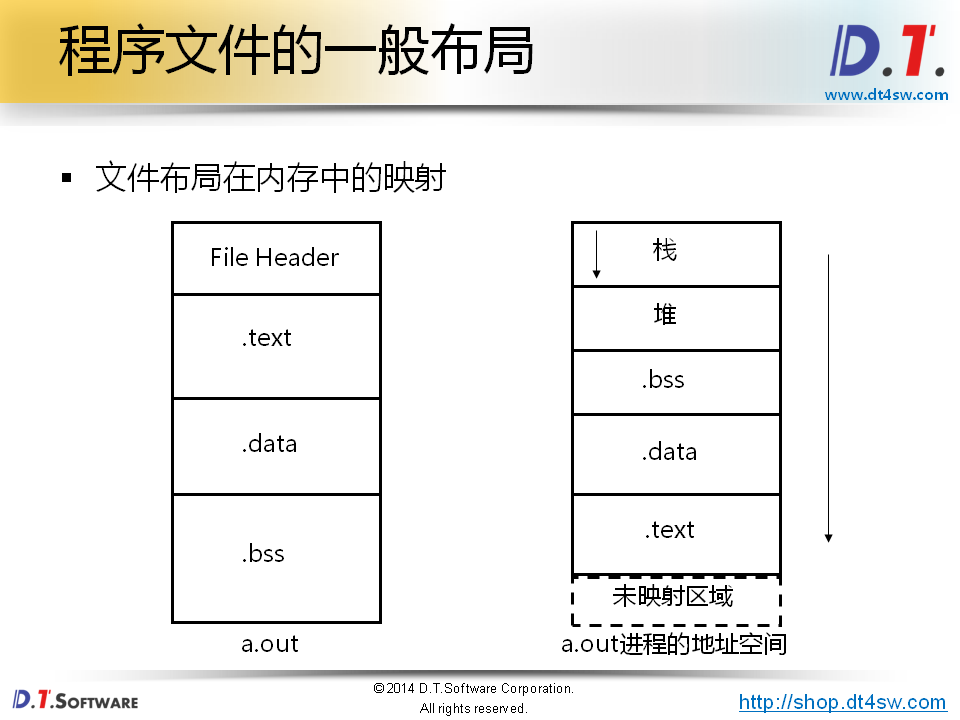 程序文件的一般布局
D.T.
www.dt4sw.com
▪ 文件布局在内存中的映射
File Header
.text
.data
.bss
a.out
栈
堆
.bss
.data
.text
未映射区域
a.out进程的地址空间
D.T.SOFTWARE
©2014 D.T.Software Corporation.
All rights reserved.
http://shop.dt4sw.com